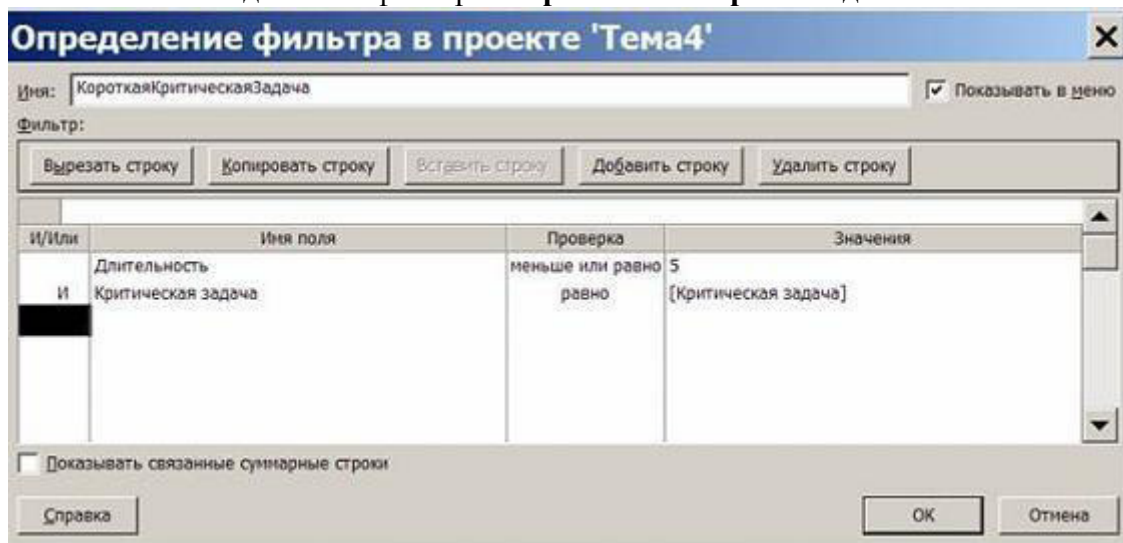 Определение фильтра в проекте 'Тема4'
Имя: КороткаяКритическаяЗадача Показывать в меню
Фильтр:
Вырезать строку Копировать строку Вставить строку Добавить строку Удалить строку
И/Или Имя поля Проверка Значения
Длительность меньше или равно 5
И Критическая задача равно [Критическая задача]
Показывать связанные суммарные строки
Справка ОК Отмена